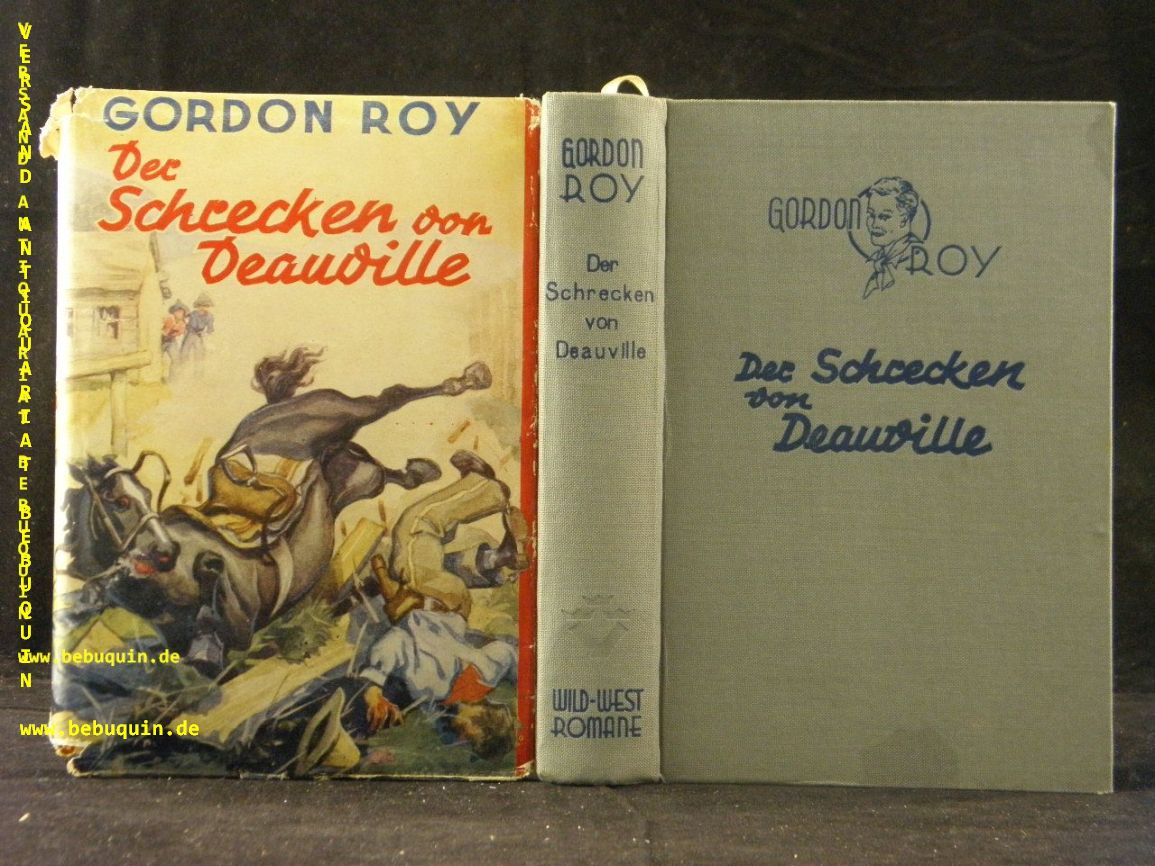 VERSANDANTIQUARIAT BEBUQUIN
GORDON ROY
Der
Schrecken von
Deauville
GORDON
ROY
Der
Schrecken
von
Deauville
WILD-WEST
ROMANE
GORDON
ROY
Der Schrecken
von
Deauville
www.bebuquin.de
www.bebuquin.de